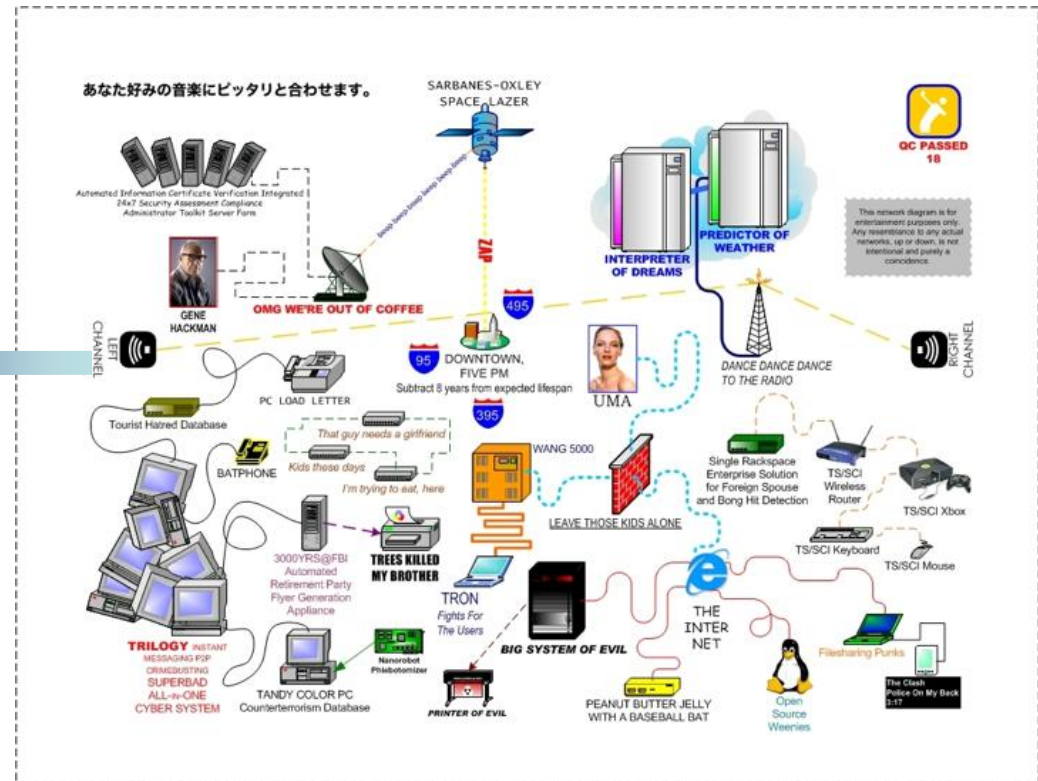 あなた好みの音楽にピッタリと合わせます。
SARBANES-OXLEY
SPACE LAZER
QC PASSED
18
beep beep beep beep beep beep
Automated Information Certificate Verification Integrated
24x7 Security Assessment Compliance
Administrator Toolkit Server Farm
ZAP
INTERPRETER
OF DREAMS
PREDICTOR OF
WEATHER
This network diagram is for
entertainment purposes only.
Any resemblance to any actual
networks, up or down, is not
intentional and purely a
coincidence.
GENE
HACKMAN
OMG WE'RE OUT OF COFFEE
495
LEFT
CHANNEL
95
DOWNTOWN,
FIVE PM
Subtract 8 years from expected lifespan
395
UMA
DANCE DANCE DANCE
TO THE RADIO
RIGHT
CHANNEL
PC LOAD LETTER
Tourist Hatred Database
BATPHONE
That guy needs a girlfriend
Kids these days
I'm trying to eat, here
WANG 5000
LEAVE THOSE KIDS ALONE
Single Rackspace
Enterprise Solution
for Foreign Spouse
and Bong Hit Detection
TS/SCI
Wireless
Router
TS/SCI Xbox
TS/SCI Keyboard
TS/SCI Mouse
3000YRS@FBI
Automated
Retirement Party
Flyer Generation
Appliance
TREES KILLED
MY BROTHER
TRON
Fights For
The Users
BIG SYSTEM OF EVIL
THE
INTER
NET
Filesharing Punks
The Clash
Police On My Back
3:17
TRILOGY INSTANT
MESSAGING P2P
CRIMEBUSTING
SUPERBAD
ALL-IN-ONE
CYBER SYSTEM
TANDY COLOR PC
Counterterrorism Database
Nanorobot
Phlebotomizer
PRINTER OF EVIL
PEANUT BUTTER JELLY
WITH A BASEBALL BAT
Open
Source
Weenies